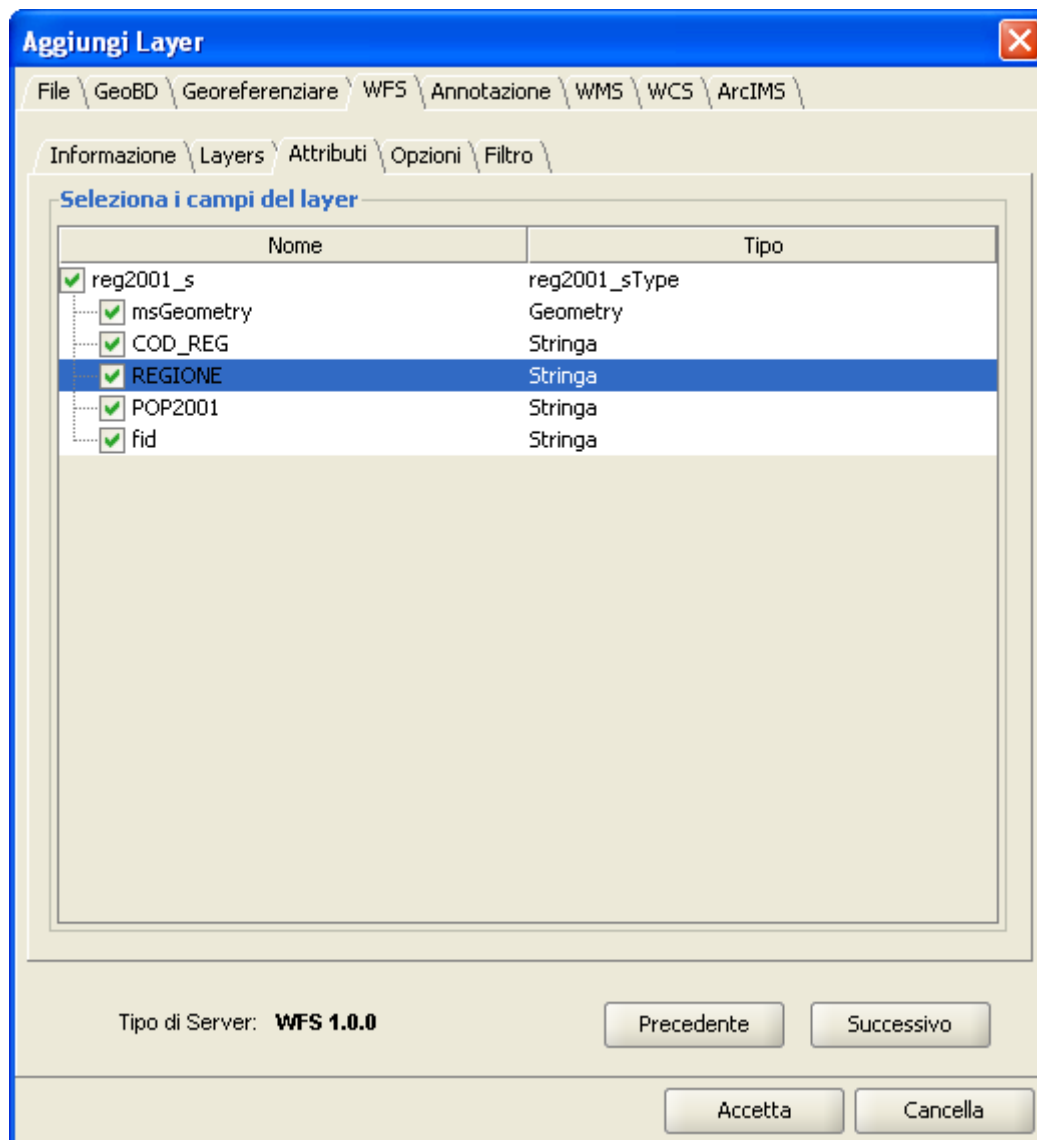 Aggiungi Layer
File GeoBD Georeferenziare WFS Annotazione WMS WCS ArcIMS
Informazione Layers Attributi Opzioni Filtro
Seleziona i campi del layer
Nome Tipo
reg2001_s reg2001_sType
msGeometry Geometry
COD_REG Stringa
REGIONE Stringa
POP2001 Stringa
fid Stringa
Tipo di Server: WFS 1.0.0 Precedente Successivo
Accetta Cancella